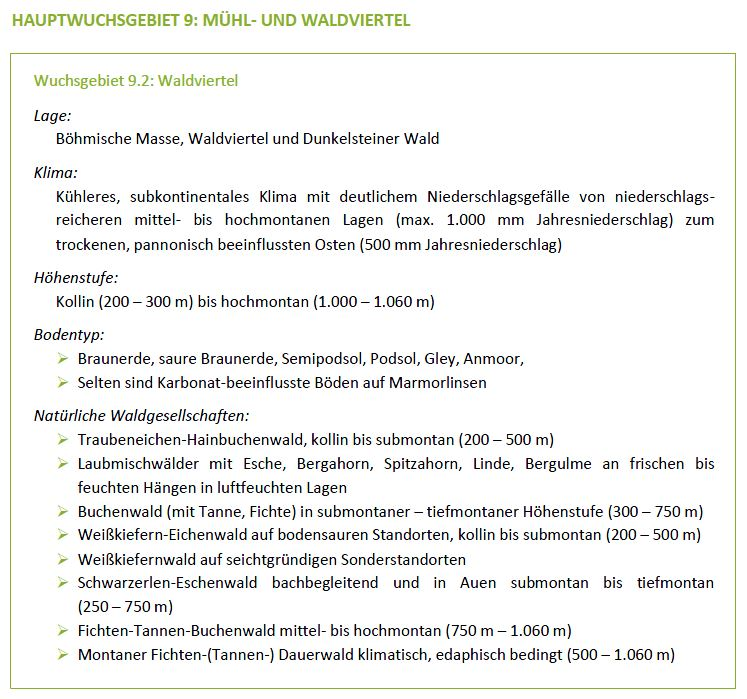 HAUPTWUCHSGEBIET 9: MÜHL- UND WALDVIERTEL
Wuchsgebiet 9.2: Waldviertel
Lage:
Böhmische Masse, Waldviertel und Dunkelsteiner Wald
Klima:
Kühleres, subkontinentales Klima mit deutlichem Niederschlagsgefälle von niederschlags-
reicheren mittel- bis hochmontanen Lagen (max. 1.000 mm Jahresniederschlag) zum
trockenen, pannonisch beeinflussten Osten (500 mm Jahresniederschlag)
Höhenstufe:
Kollin (200 – 300 m) bis hochmontan (1.000 – 1.060 m)
Bodentyp:
➢ Braunerde, saure Braunerde, Semipodsol, Podsol, Gley, Anmoor,
➢ Selten sind Karbonat-beeinflusste Böden auf Marmorlinsen
Natürliche Waldgesellschaften:
➢ Traubeneichen-Hainbuchenwald, kollin bis submontan (200 – 500 m)
➢ Laubmischwälder mit Esche, Bergahorn, Spitzahorn, Linde, Bergulme an frischen bis
feuchten Hängen in luftfeuchten Lagen
➢ Buchenwald (mit Tanne, Fichte) in submontaner – tiefmontaner Höhenstufe (300 – 750 m)
➢ Weißkiefern-Eichenwald auf bodensauren Standorten, kollin bis submontan (200 – 500 m)
➢ Weißkiefernwald auf seichtgründigen Sonderstandorten
➢ Schwarzerlen-Eschenwald bachbegleitend und in Auen submontan bis tiefmontan
(250 – 750 m)
➢ Fichten-Tannen-Buchenwald mittel- bis hochmontan (750 m – 1.060 m)
➢ Montaner Fichten-(Tannen-) Dauerwald klimatisch, edaphisch bedingt (500 – 1.060 m)